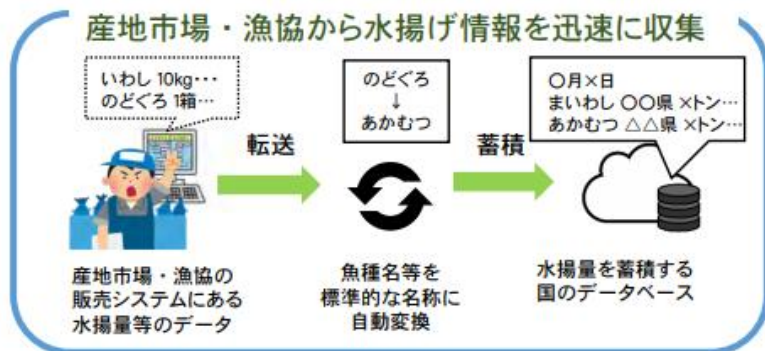 産地市場・漁協から水揚げ情報を迅速に収集
いわし 10kg・・・
のどぐろ 1箱…
転送
のどぐろ
↓
あかむつ
蓄積
〇月×日
まいわし 〇〇県 ×トン…
あかむつ △△県 ×トン…
産地市場・漁協の
販売システムにある
水揚量等のデータ
魚種名等を
標準的な名称に
自動変換
水揚量を蓄積する
国のデータベース